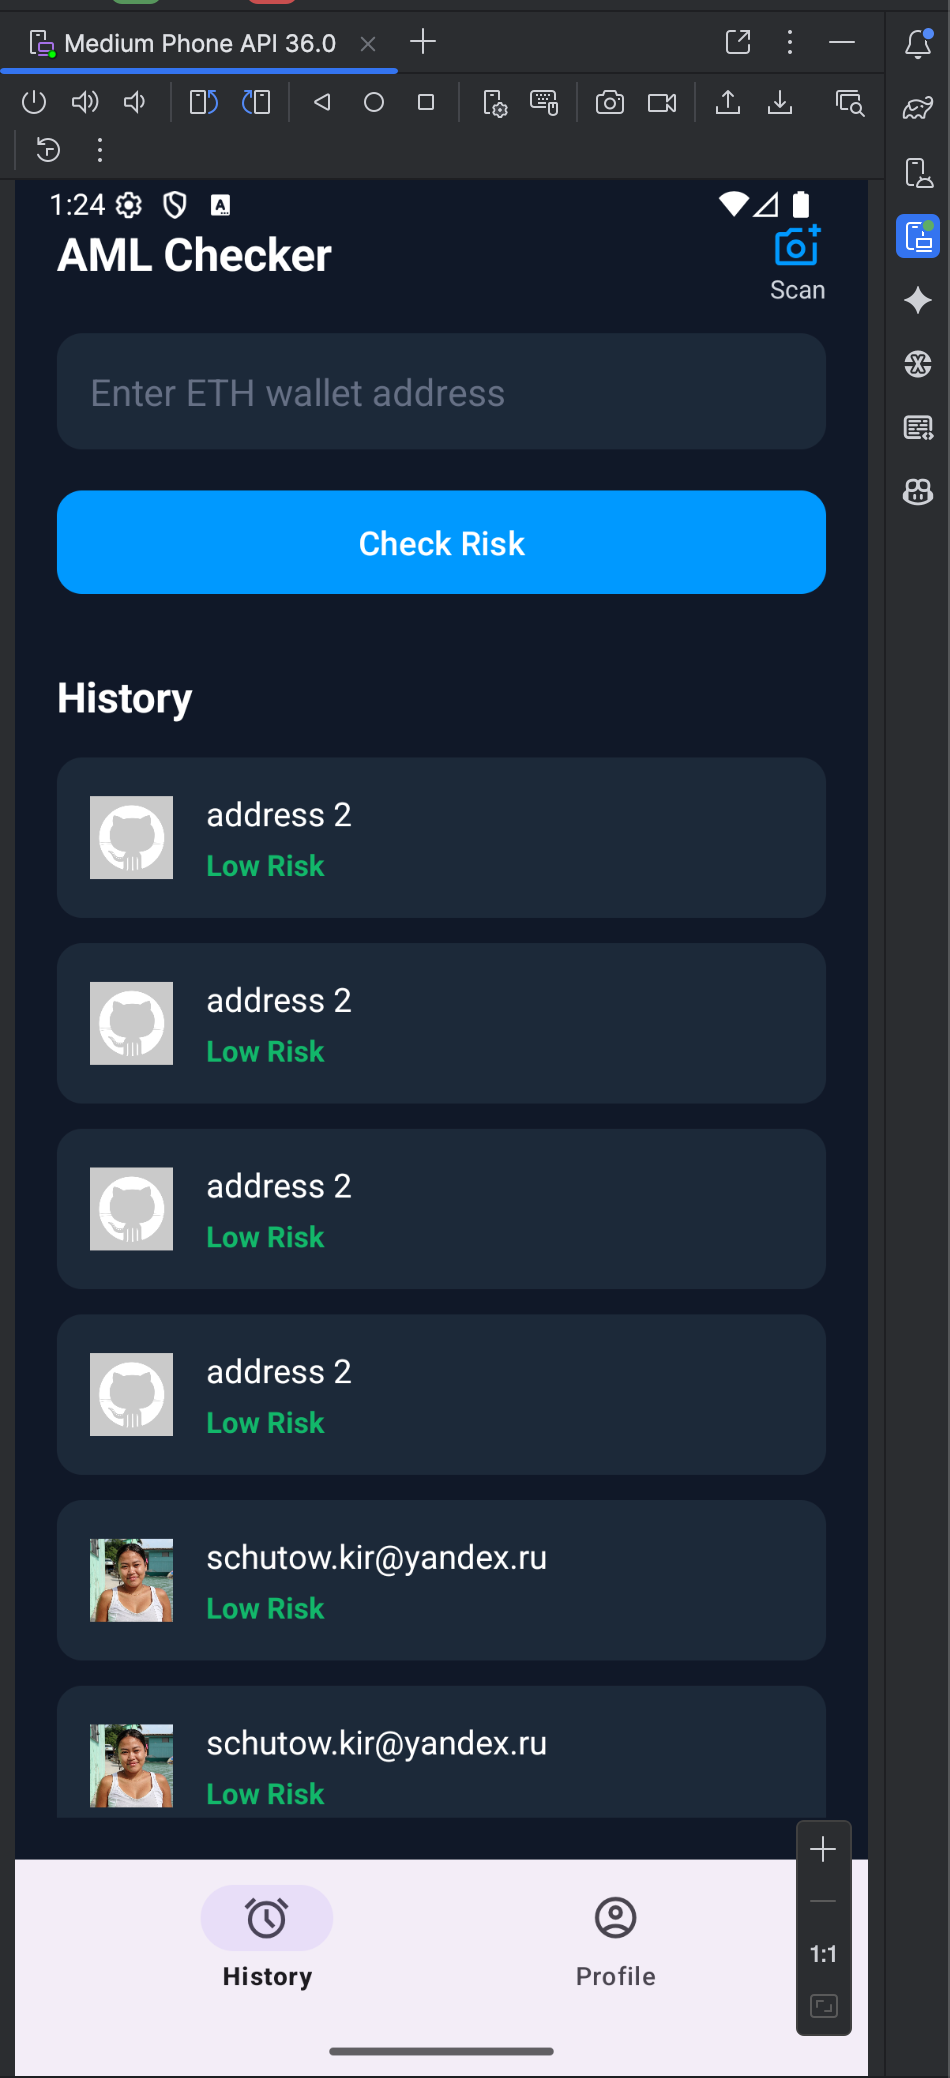 Medium Phone API 36.0
1:24
AML Checker
Scan
Enter ETH wallet address
Check Risk
History
address 2
Low Risk
address 2
Low Risk
address 2
Low Risk
address 2
Low Risk
schutow.kir@yandex.ru
Low Risk
schutow.kir@yandex.ru
Low Risk
1:1
History
Profile